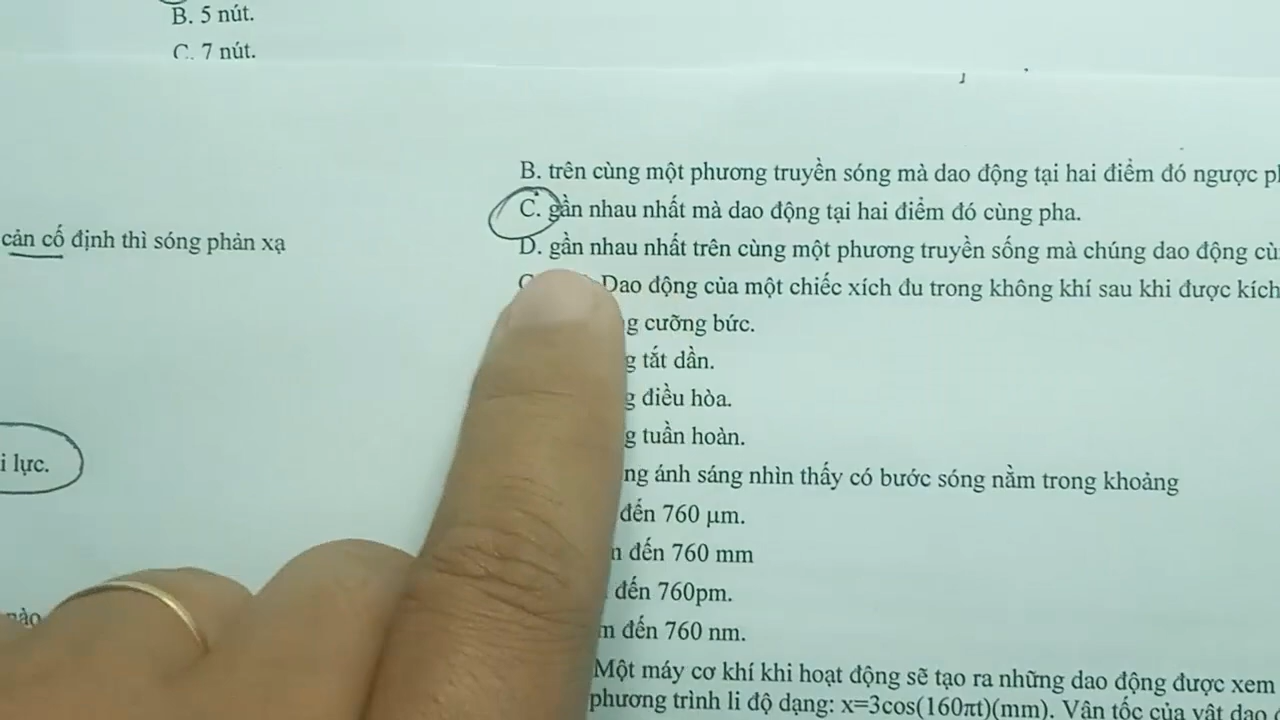 B. 5 nút.
C. 7 nút.
B. trên cùng một phương truyền sóng mà dao động tại hai điểm đó ngược
C. gần nhau nhất mà dao động tại hai điểm đó cùng pha.
D. gần nhau nhất trên cùng một phương truyền sống mà chúng dao động
cản cố định thì sóng phản xạ
Dao động của một chiếc xích đu trong không khí sau khi được kích
cưỡng bức.
tắt dần.
điều hòa.
tuần hoàn.
i lực.
ánh sáng nhìn thấy có bước sóng nằm trong khoảng
đến 760 μm.
đến 760 mm
đến 760pm.
đến 760 nm.
nào
Một máy cơ khí khi hoạt động sẽ tạo ra những dao động được xem
phương trình li độ dạng: x=3cos(160πt)(mm). Vận tốc của vật dao